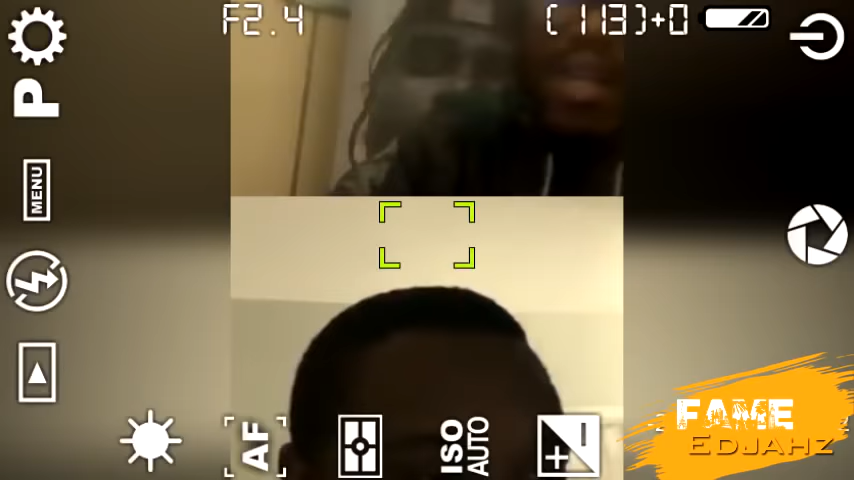 F2.4
(113)+0
P
MENU
AF
ISO
AUTO
FAME
EDJAHZ